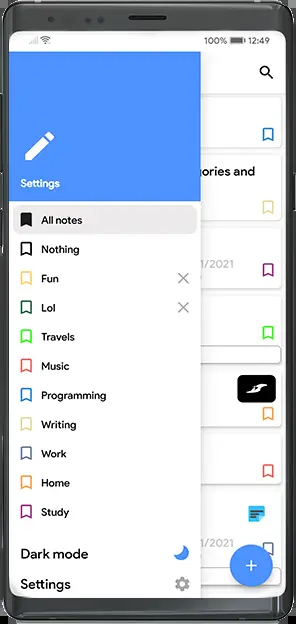 100% 12:49
Settings
ories and
All notes
Nothing
Fun
/2021
Lol
Travels
Music
Programming
Writing
Work
/2021
Home
Study
Dark mode
Settings